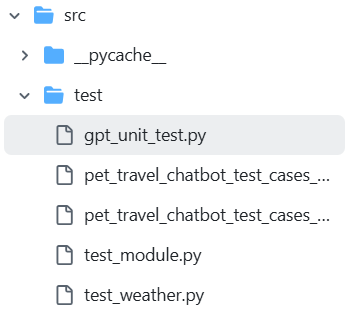 src
__pycache__
test
gpt_unit_test.py
pet_travel_chatbot_test_cases_...
pet_travel_chatbot_test_cases_...
test_module.py
test_weather.py